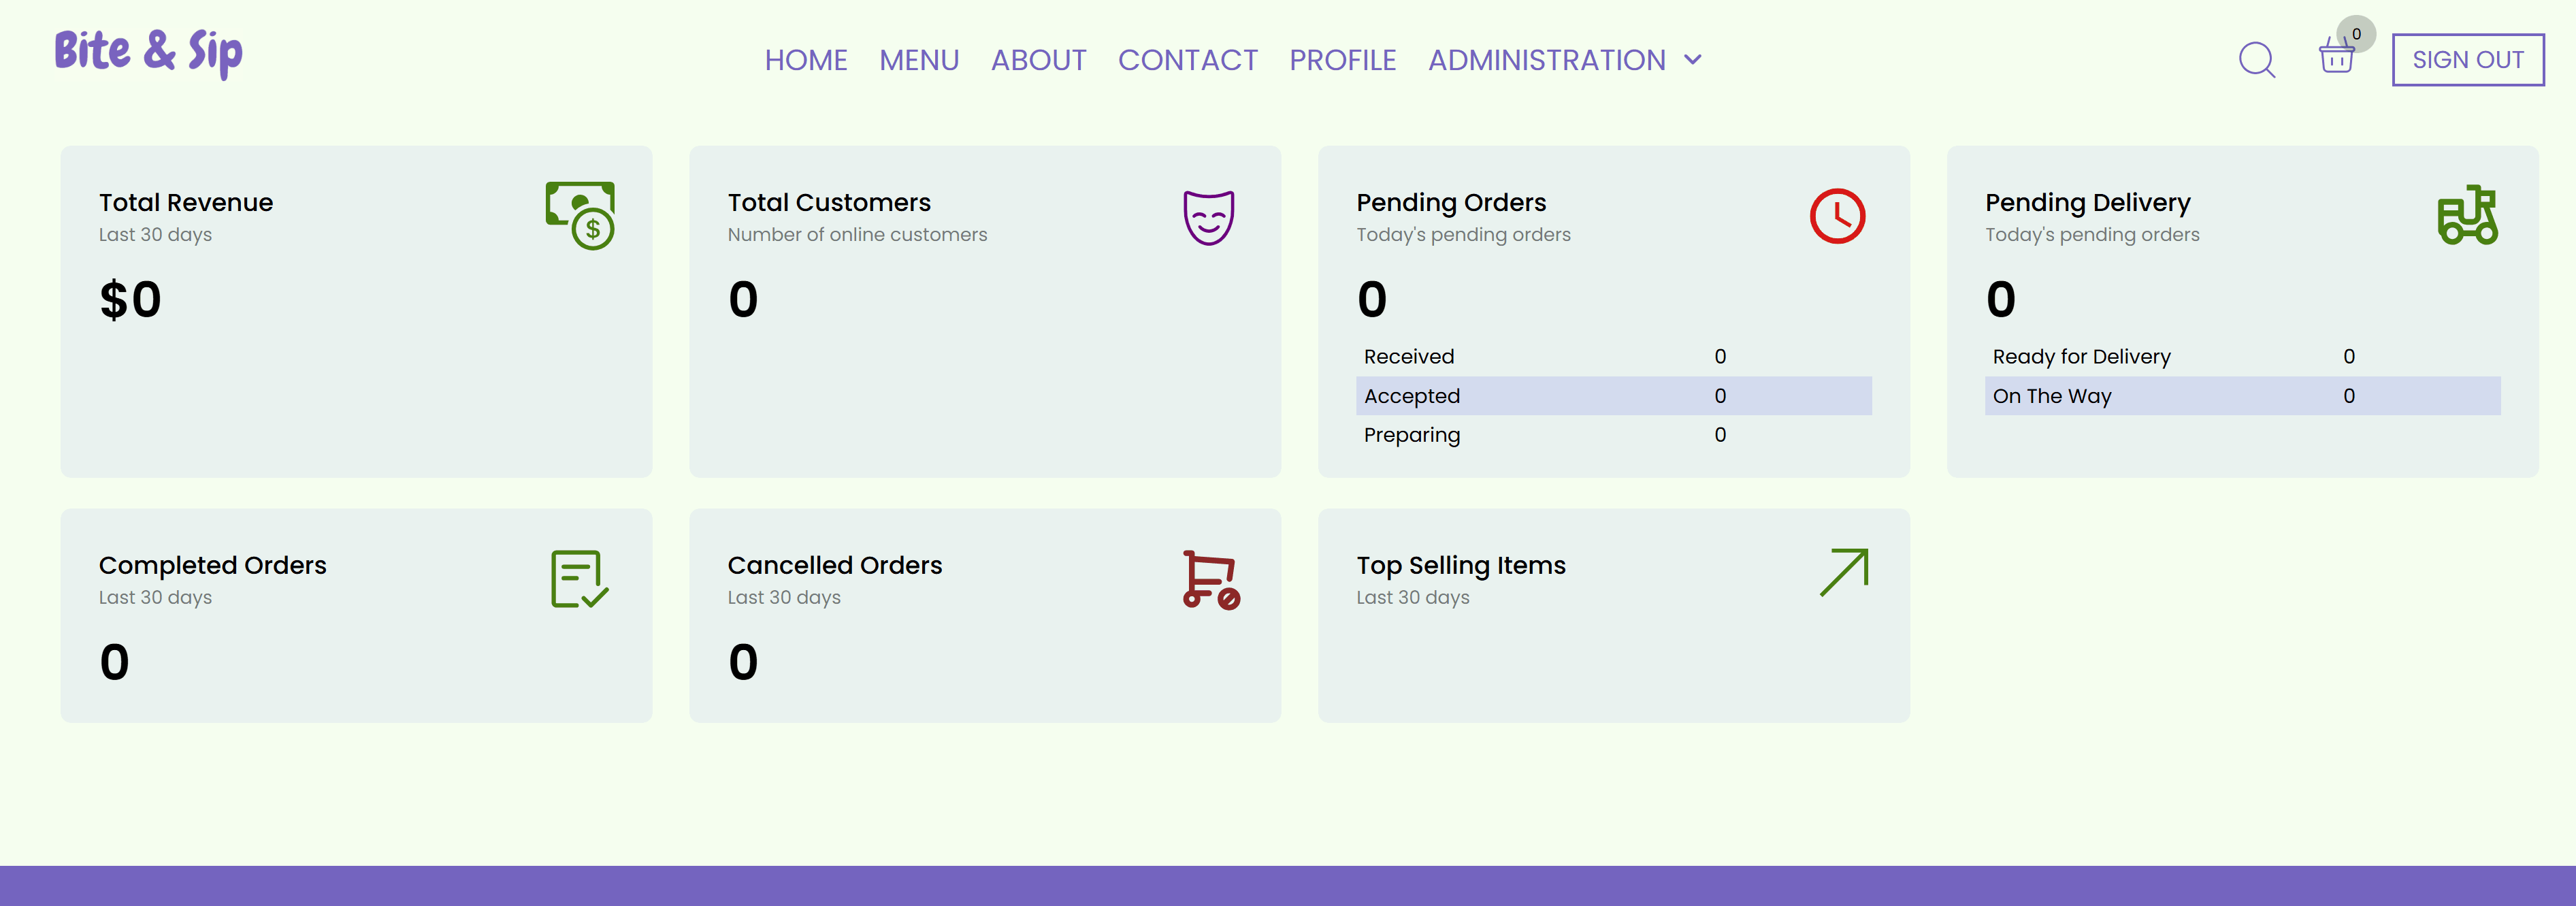 Bite & Sip
HOME MENU ABOUT CONTACT PROFILE ADMINISTRATION
0
SIGN OUT
Total Revenue
Last 30 days
$0
Total Customers
Number of online customers
0
Pending Orders
Today's pending orders
0
Received 0
Accepted 0
Preparing 0
Pending Delivery
Today's pending orders
0
Ready for Delivery 0
On The Way 0
Completed Orders
Last 30 days
0
Cancelled Orders
Last 30 days
0
Top Selling Items
Last 30 days